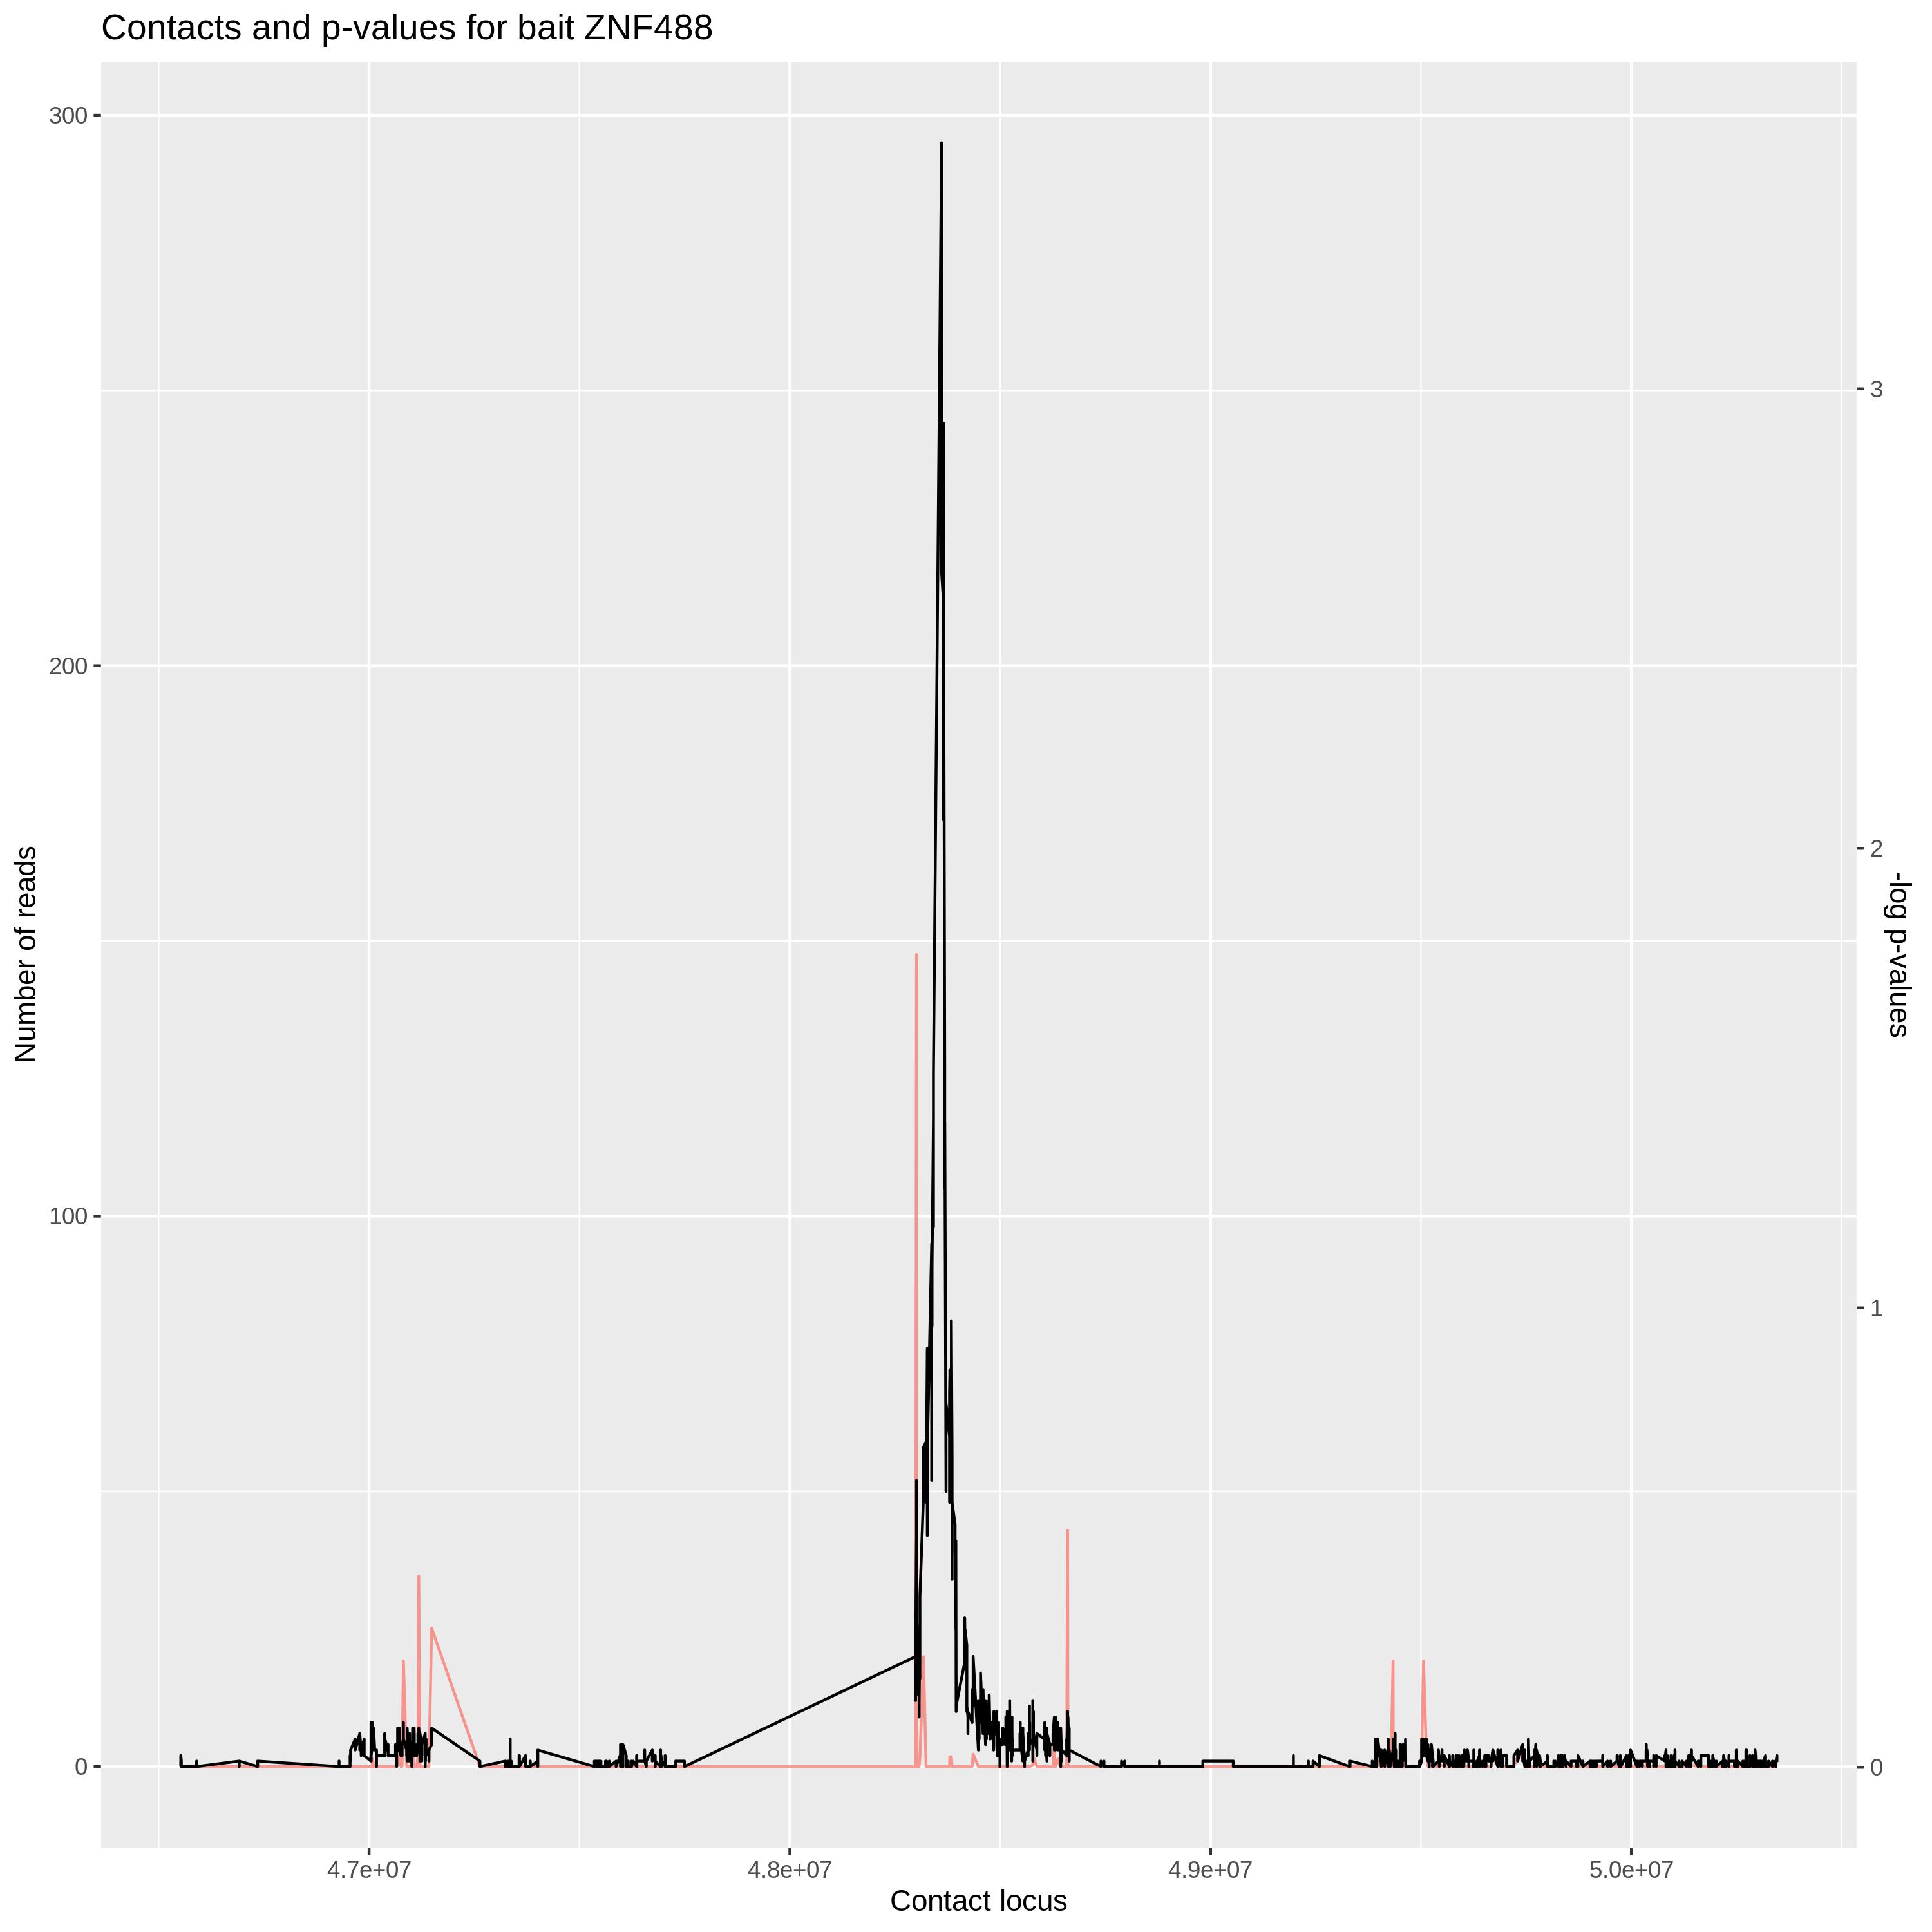 Contacts and p-values for bait ZNF488
300
200
100
0
Number of reads
3
2
1
0
-log p-values
4.7e+07 4.8e+07 4.9e+07 5.0e+07
Contact locus